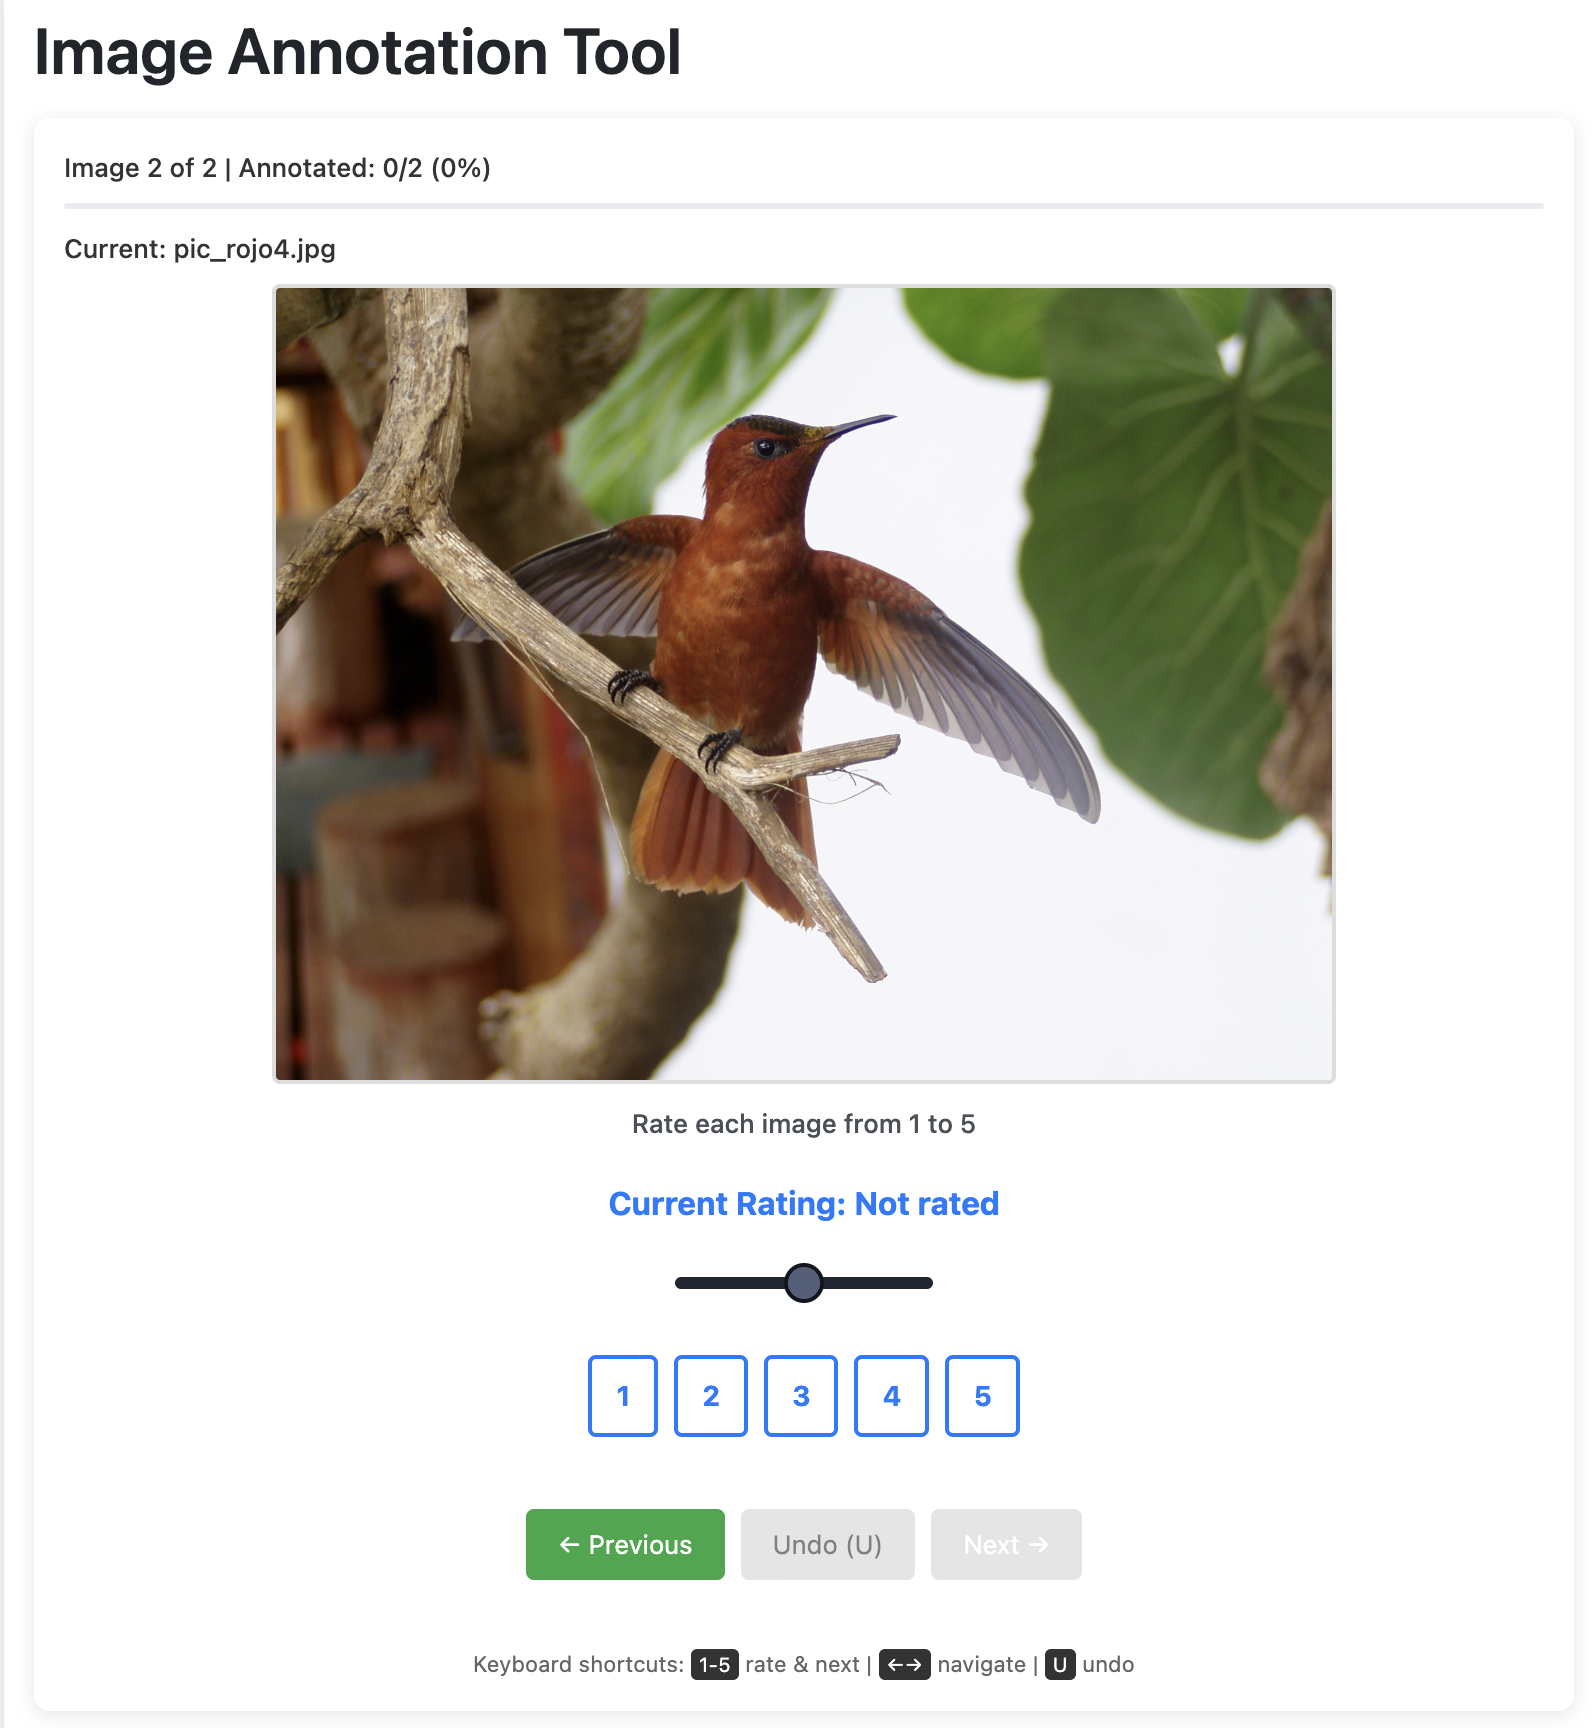 Image Annotation Tool
Image 2 of 2 | Annotated: 0/2 (0%)
Current: pic_rojo4.jpg
Rate each image from 1 to 5
Current Rating: Not rated
1 2 3 4 5
← Previous Undo (U) Next →
Keyboard shortcuts: 1-5 rate & next | ←→ navigate | U undo